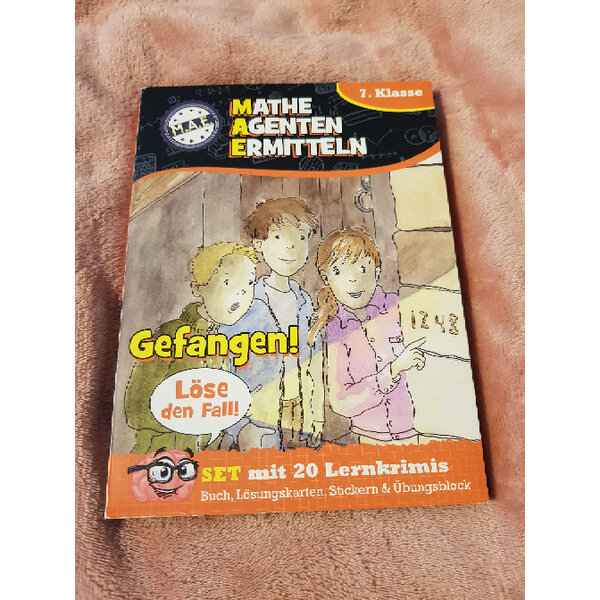 7. Klasse
M.A.E.
MATHE
AGENTEN
ERMITTELN
1248
Gefangen!
Löse
den Fall!
SET mit 20 Lernkrimis
Buch, Lösungskarten, Stickern & Übungsblock